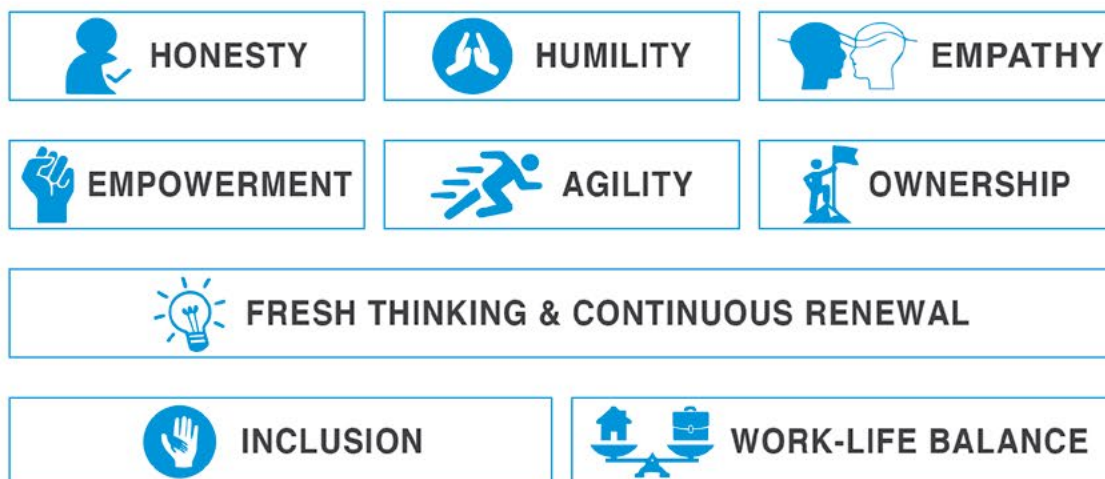 HONESTY
HUMILITY
EMPATHY
EMPOWERMENT
AGILITY
OWNERSHIP
FRESH THINKING & CONTINUOUS RENEWAL
INCLUSION
WORK-LIFE BALANCE